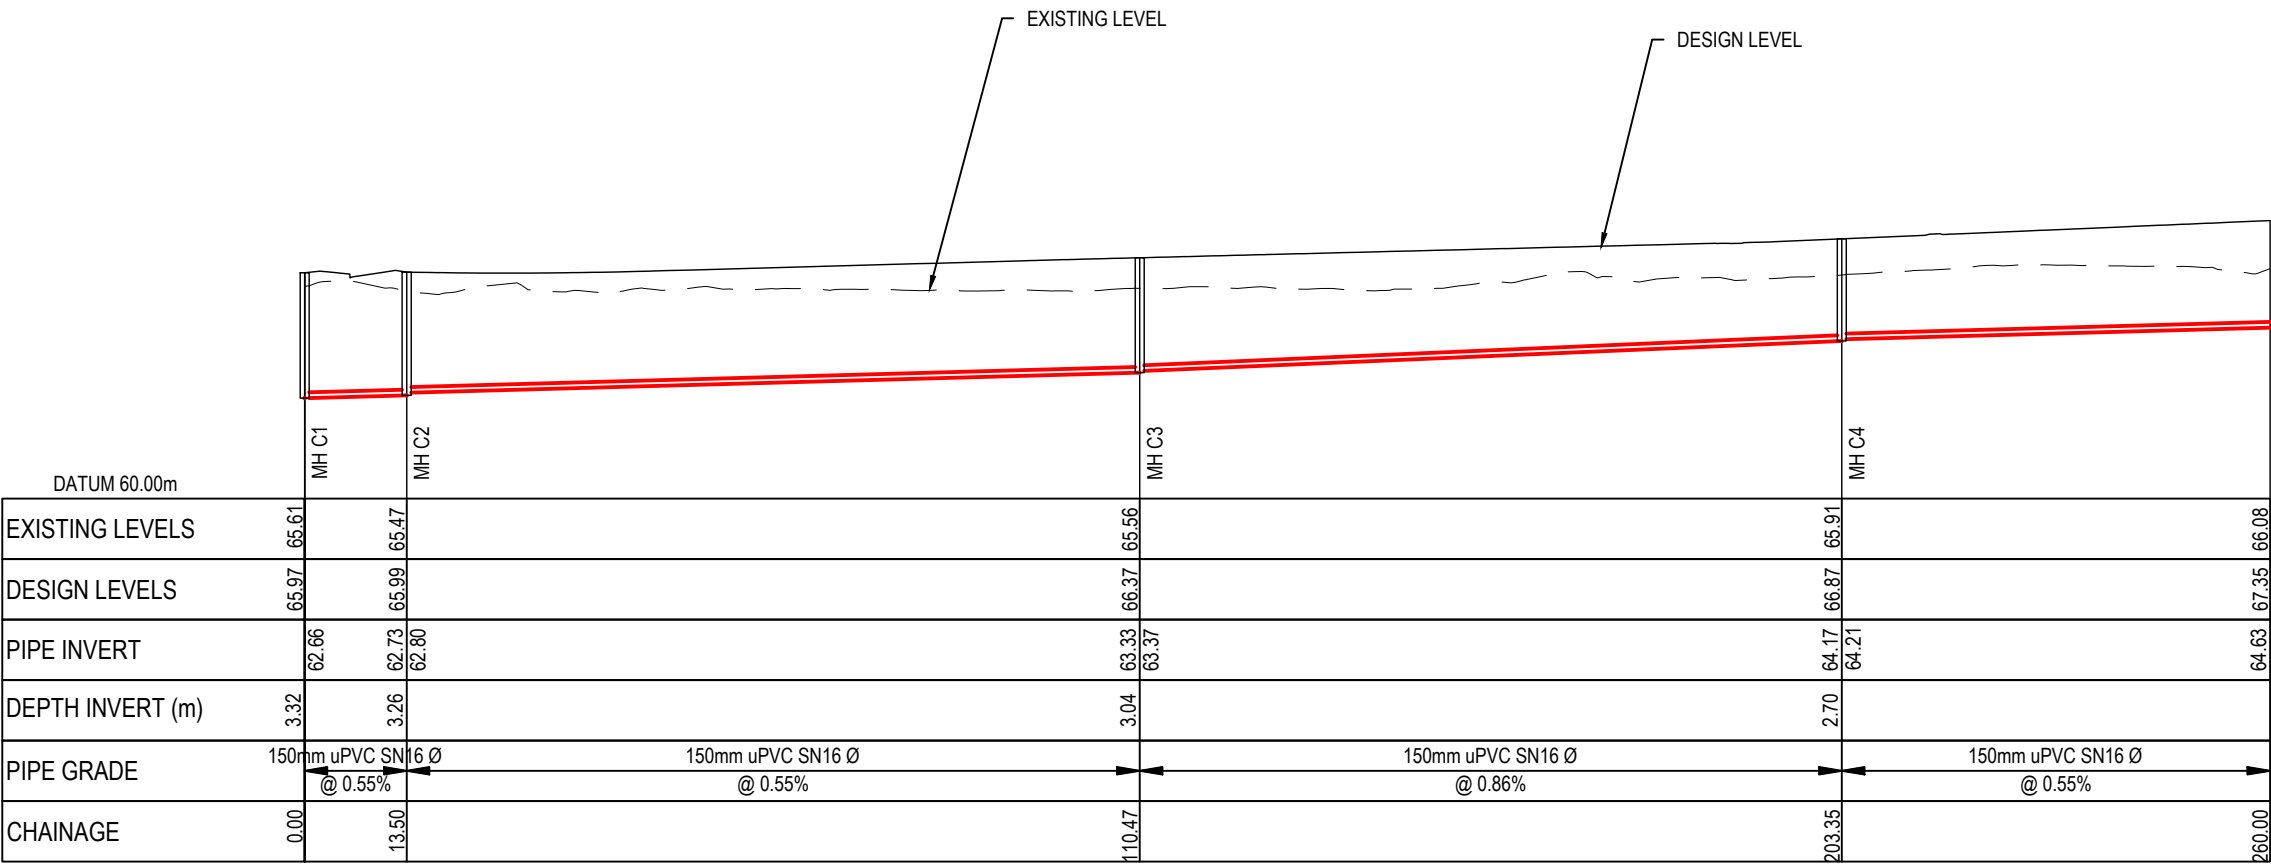 EXISTING LEVEL
DESIGN LEVEL
MH C1
MH C2
MH C3
MH C4
DATUM 60.00m
EXISTING LEVELS 65.61 65.47 65.56 65.91 66.08
DESIGN LEVELS 65.97 65.99 66.37 66.87 67.35
PIPE INVERT 62.66 62.73 62.80 63.33 63.37 64.17 64.21 64.63
DEPTH INVERT (m) 3.32 3.26 3.04 2.70
PIPE GRADE
150mm uPVC SN16 Ø
@ 0.55%
150mm uPVC SN16 Ø
@ 0.55%
150mm uPVC SN16 Ø
@ 0.86%
150mm uPVC SN16 Ø
@ 0.55%
CHAINAGE 0.00 13.50 110.47 203.35 260.00